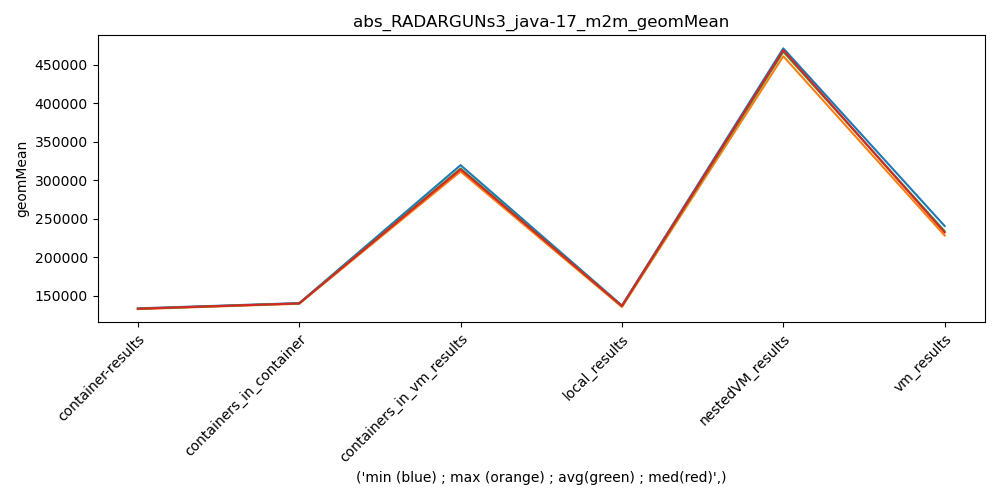 abs_RADARGUNs3_java-17_m2m_geomMean
geomMean
450000
400000
350000
300000
250000
200000
150000
container-results
containers_in_container
containers_in_vm_results
local_results
nestedVM_results
vm_results
('min (blue) ; max (orange) ; avg(green) ; med(red)',)